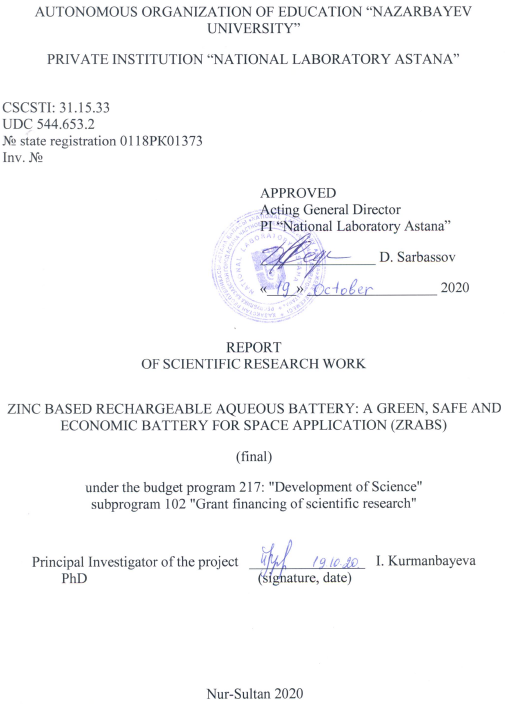 AUTONOMOUS ORGANIZATION OF EDUCATION “NAZARBAYEV
UNIVERSITY”
PRIVATE INSTITUTION “NATIONAL LABORATORY ASTANA”
CSCSTI: 31.15.33
UDC 544.653.2
№ state registration 0118РК01373
Inv. №
APPROVED
Acting General Director
PI “National Laboratory Astana”
D. Sarbassov
« 19 » October 2020
REPORT
OF SCIENTIFIC RESEARCH WORK
ZINC BASED RECHARGEABLE AQUEOUS BATTERY: A GREEN, SAFE AND
ECONOMIC BATTERY FOR SPACE APPLICATION (ZRABS)
(final)
under the budget program 217: "Development of Science"
subprogram 102 "Grant financing of scientific research"
Principal Investigator of the project 19.10.20 I. Kurmanbayeva
PhD (signature, date)
Nur-Sultan 2020